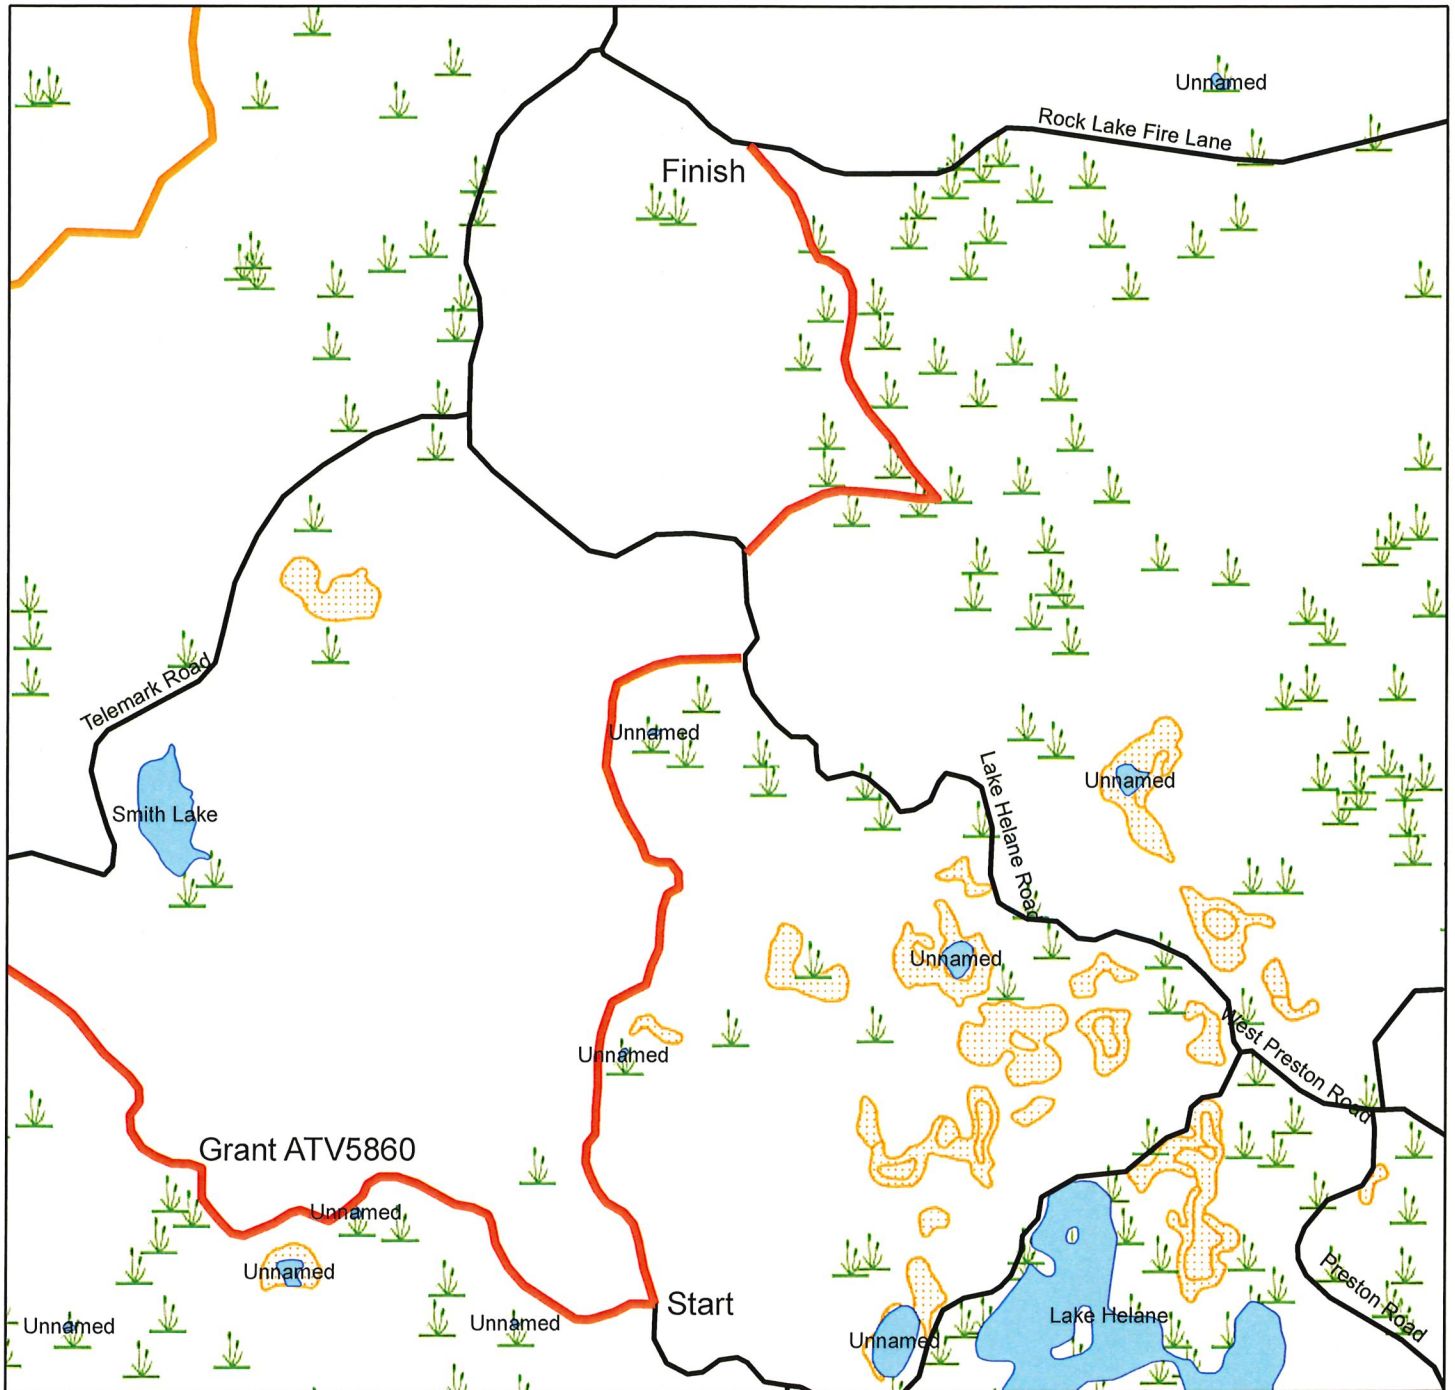 Unnamed
Rock Lake Fire Lane
Finish
Telemark Road
Unnamed
Lake Helane Road
Unnamed
Smith Lake
Unnamed
West Preston Road
Unnamed
Grant ATV5860
Unnamed
Unnamed
Preston Road
Start
Lake Helane
Unnamed
Unnamed
Unnamed